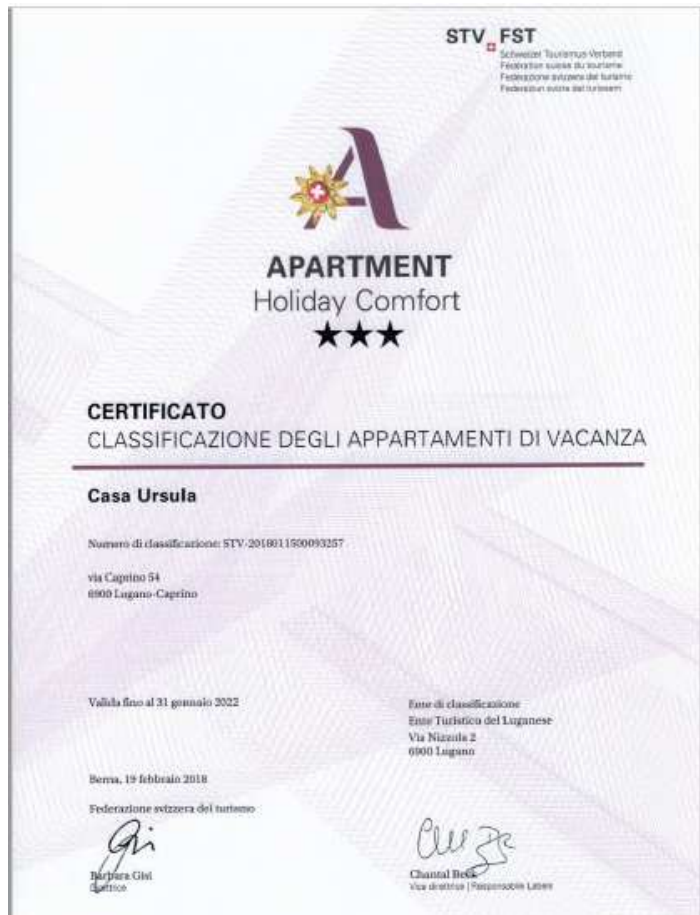 STV FST
Schweizer Tourismus-Verband
Fédération suisse du tourisme
Federazione svizzera del turismo
Federaziun svizra dal turissem
A
APARTMENT
Holiday Comfort
★★★
CERTIFICATO
CLASSIFICAZIONE DEGLI APPARTAMENTI DI VACANZA
Casa Ursula
Numero di classificazione: STV-2018011500093257
via Caprino 54
6900 Lugano-Caprino
Valida fino al 31 gennaio 2022
Ente di classificazione
Ente Turistico del Luganese
Via Nizzola 2
6900 Lugano
Berna, 19 febbraio 2018
Federazione svizzera del turismo
Barbara Gisi
Direttrice
Chantal Beck
Vice direttrice | Responsabile Labels